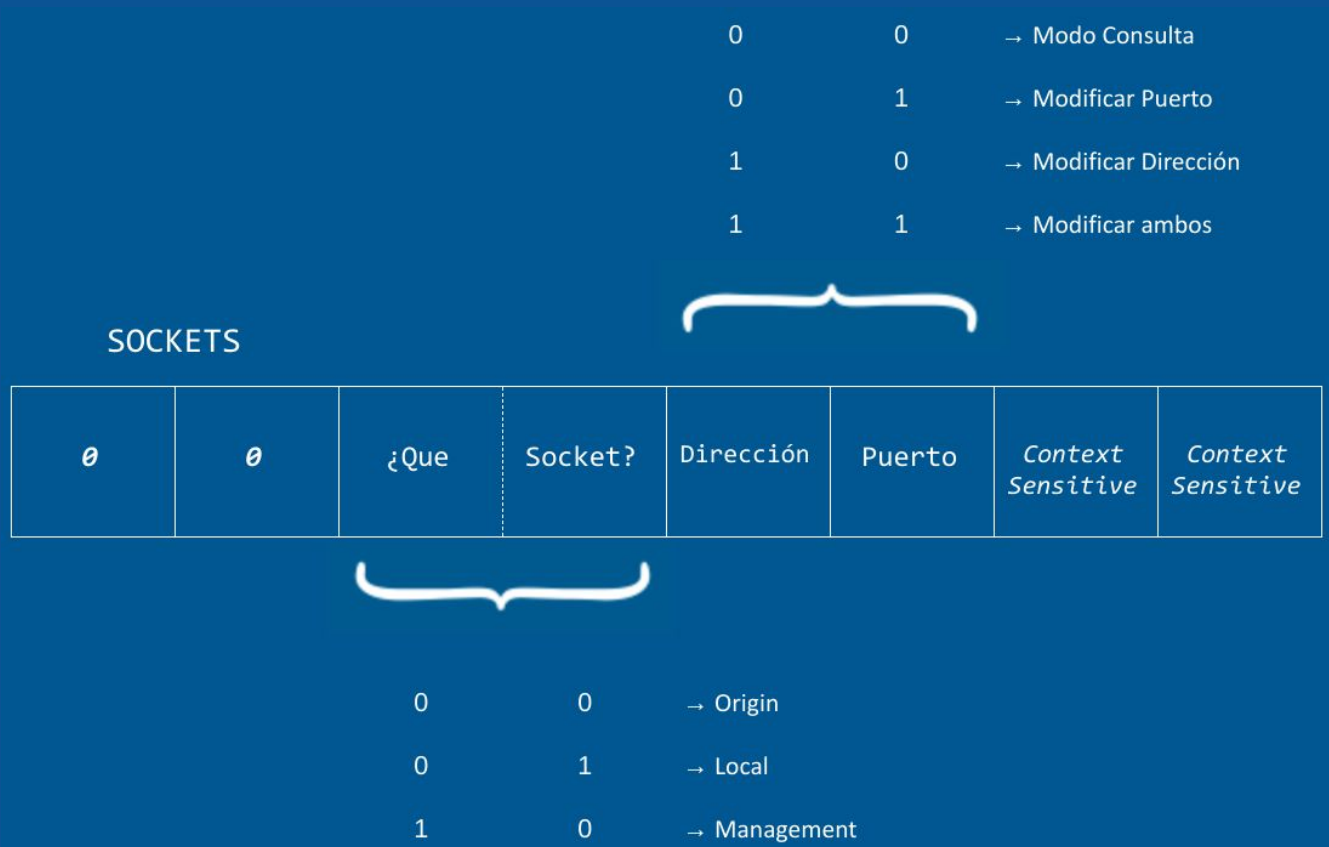 0 0 → Modo Consulta
0 1 → Modificar Puerto
1 0 → Modificar Dirección
1 1 → Modificar ambos
SOCKETS
0 0 ¿Que Socket? Dirección Puerto Context Sensitive Context Sensitive
0 0 → Origin
0 1 → Local
1 0 → Management